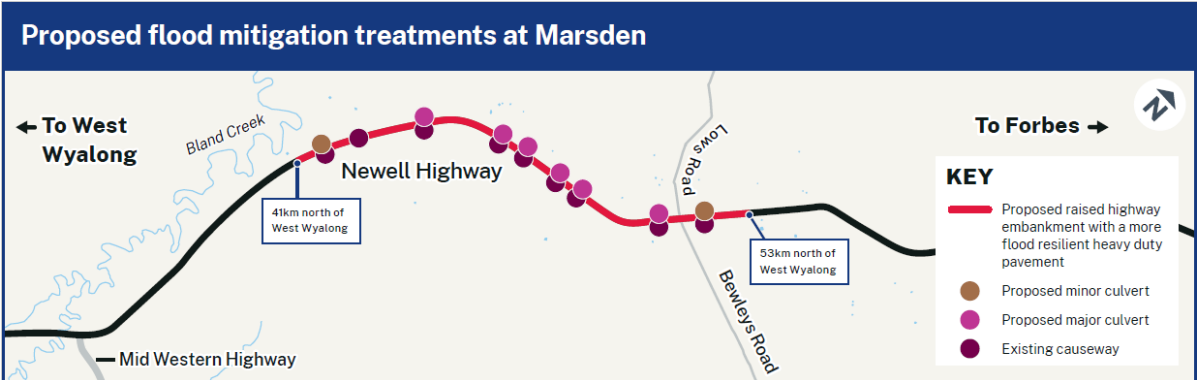 Proposed flood mitigation treatments at Marsden
To West
Wyalong
Bland Creek
Newell Highway
41km north of
West Wyalong
Lows Road
53km north of
West Wyalong
Bewleys Road
Mid Western Highway
To Forbes
N
KEY
Proposed raised highway
embankment with a more
flood resilient heavy duty
pavement
Proposed minor culvert
Proposed major culvert
Existing causeway